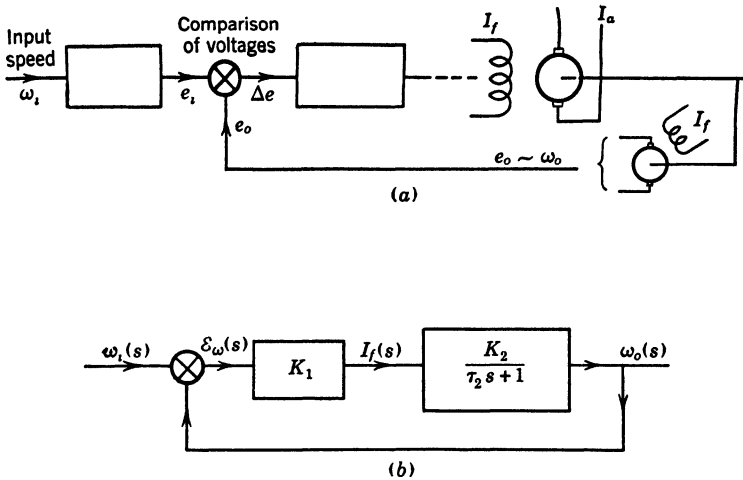 Input
speed
ω_i
e_i
Comparison
of voltages
Δe
e_o
I_f
I_a
I_f
e_o ~ ω_o
(a)
ω_i(s)
ℰ_ω(s)
K_1
I_f(s)
K_2
τ_2 s + 1
ω_o(s)
(b)